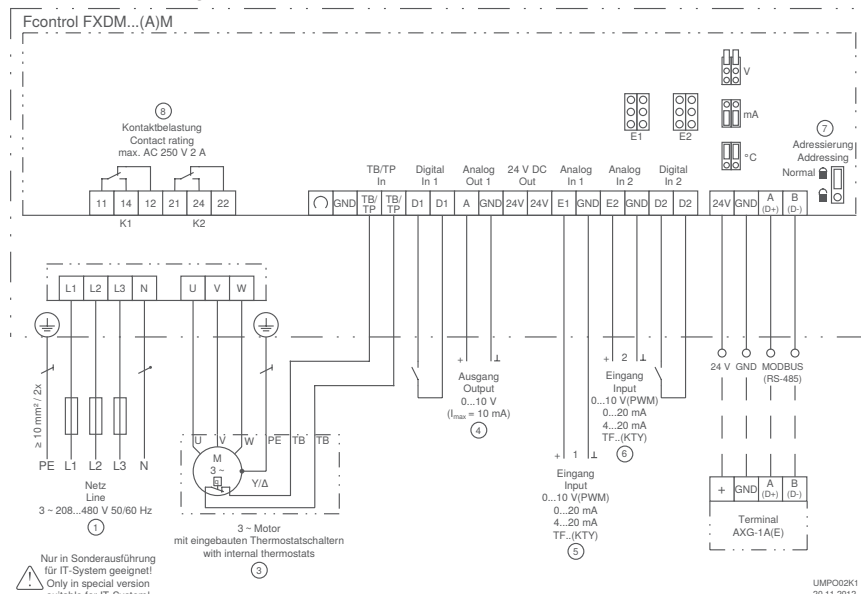 Fcontrol FXDM...(A)M
8
Kontaktbelastung
Contact rating
max. AC 250 V 2 A
V
mA
°C
E1
E2
7
Adressierung
Addressing
Normal
TB/TP
In
Digital
In 1
Analog
Out 1
24 V DC
Out
Analog
In 1
Analog
In 2
Digital
In 2
11 14 12 21 24 22
K1 K2
GND TB/TP TB/TP D1 D1 A GND 24V 24V E1 GND E2 GND D2 D2
24V GND A (D+) B (D-)
L1 L2 L3 N U V W
≥ 10 mm² / 2x
PE L1 L2 L3 N
Netz
Line
3 ~ 208...480 V 50/60 Hz
1
U V W PE TB TB
M
3 ~
Y/Δ
3 ~ Motor
mit eingebauten Thermostatschaltern
with internal thermostats
3
+
Ausgang
Output
0...10 V
(Imax = 10 mA)
4
+ 1
Eingang
Input
0...10 V(PWM)
0...20 mA
4...20 mA
TF..(KTY)
5
+ 2
Eingang
Input
0...10 V(PWM)
0...20 mA
4...20 mA
TF..(KTY)
6
24 V GND MODBUS
(RS-485)
+ GND A (D+) B (D-)
Terminal
AXG-1A(E)
Nur in Sonderausführung
für IT-System geeignet!
Only in special version
suitable for IT-System!
UMPO02K1
20.11.2012